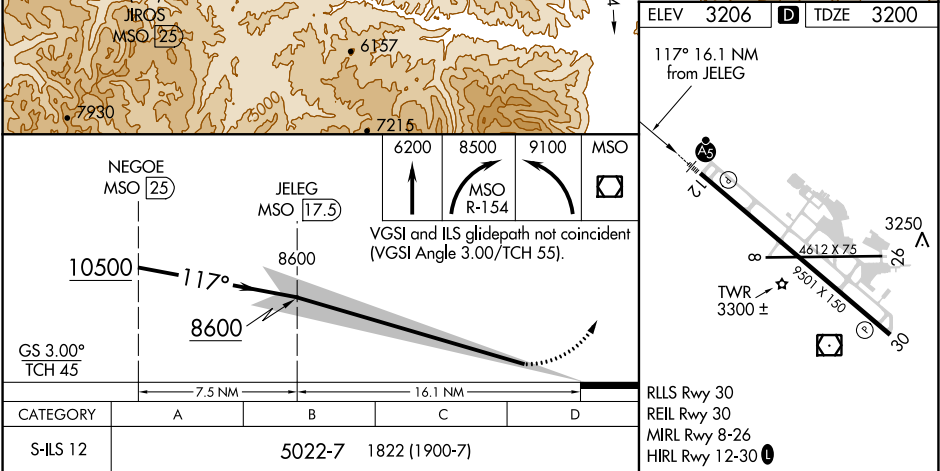 JIROS
MSO 25
6157
7930
7215
4
NEGOE
MSO 25
JELEG
MSO 17.5
6200
8500
9100
MSO
MSO
R-154
VGSI and ILS glidepath not coincident
(VGSI Angle 3.00/TCH 55).
10500
117°
8600
8600
GS 3.00°
TCH 45
7.5 NM
16.1 NM
CATEGORY A B C D
S-ILS 12 5022-7 1822 (1900-7)
ELEV 3206 D TDZE 3200
117° 16.1 NM
from JELEG
A5
P
12
3250
8
4612 X 75
26
9501 X 150
TWR
3300 ±
P
30
RLLS Rwy 30
REIL Rwy 30
MIRL Rwy 8-26
HIRL Rwy 12-30 L